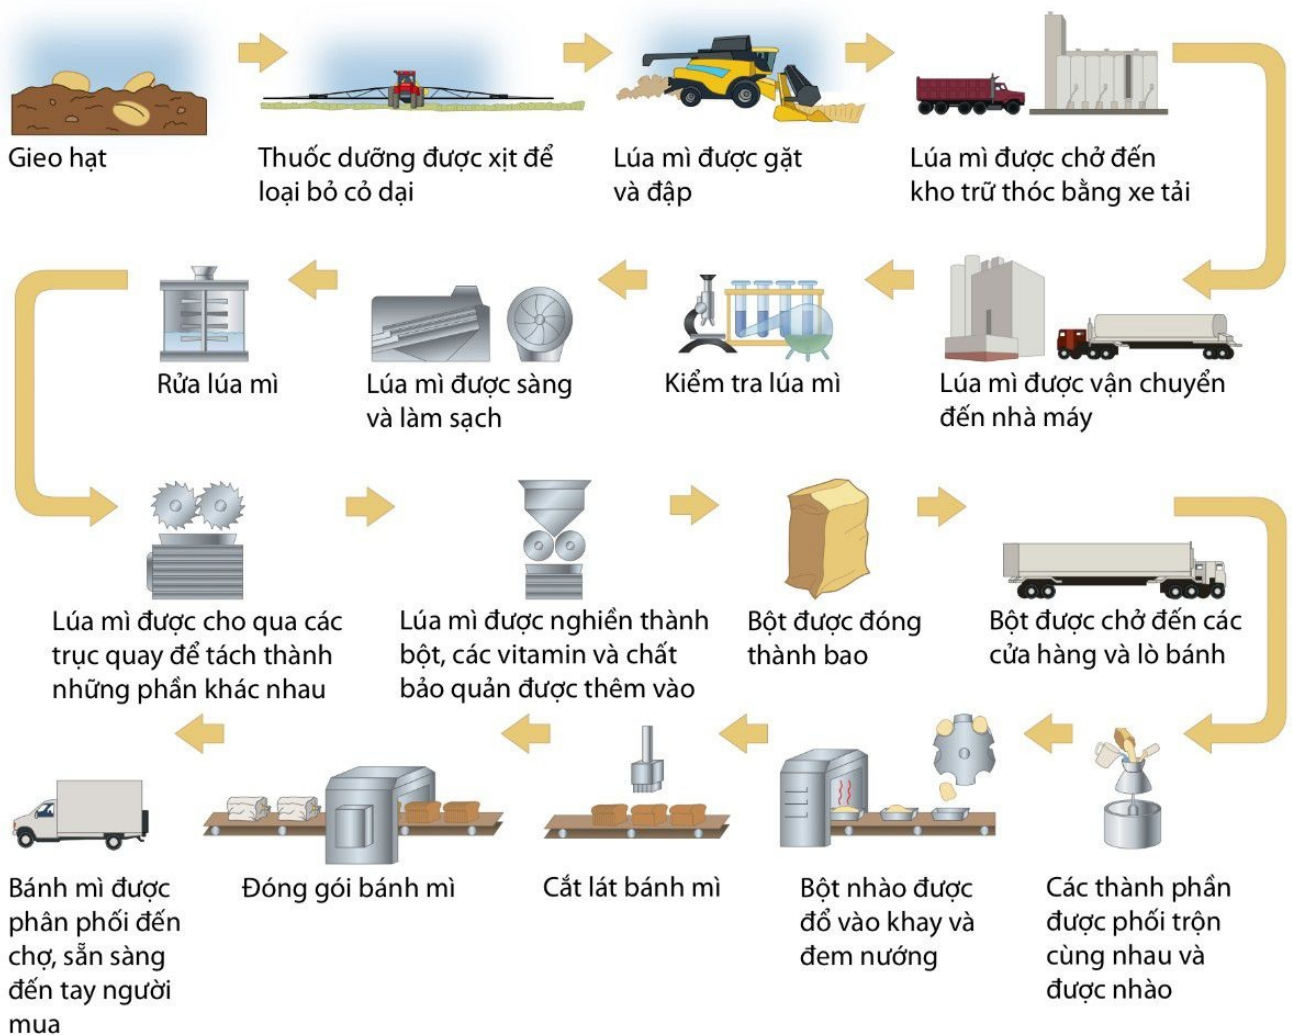 Gieo hạt
Thuốc dưỡng được xịt để
loại bỏ cỏ dại
Lúa mì được gặt
và đập
Lúa mì được chở đến
kho trữ thóc bằng xe tải
Lúa mì được vận chuyển
đến nhà máy
Kiểm tra lúa mì
Lúa mì được sàng
và làm sạch
Rửa lúa mì
Lúa mì được cho qua các
trục quay để tách thành
những phần khác nhau
Lúa mì được nghiền thành
bột, các vitamin và chất
bảo quản được thêm vào
Bột được đóng
thành bao
Bột được chở đến các
cửa hàng và lò bánh
Các thành phần
được phối trộn
cùng nhau và
được nhào
Bột nhào được
đổ vào khay và
đem nướng
Cắt lát bánh mì
Đóng gói bánh mì
Bánh mì được
phân phối đến
chợ, sẵn sàng
đến tay người
mua